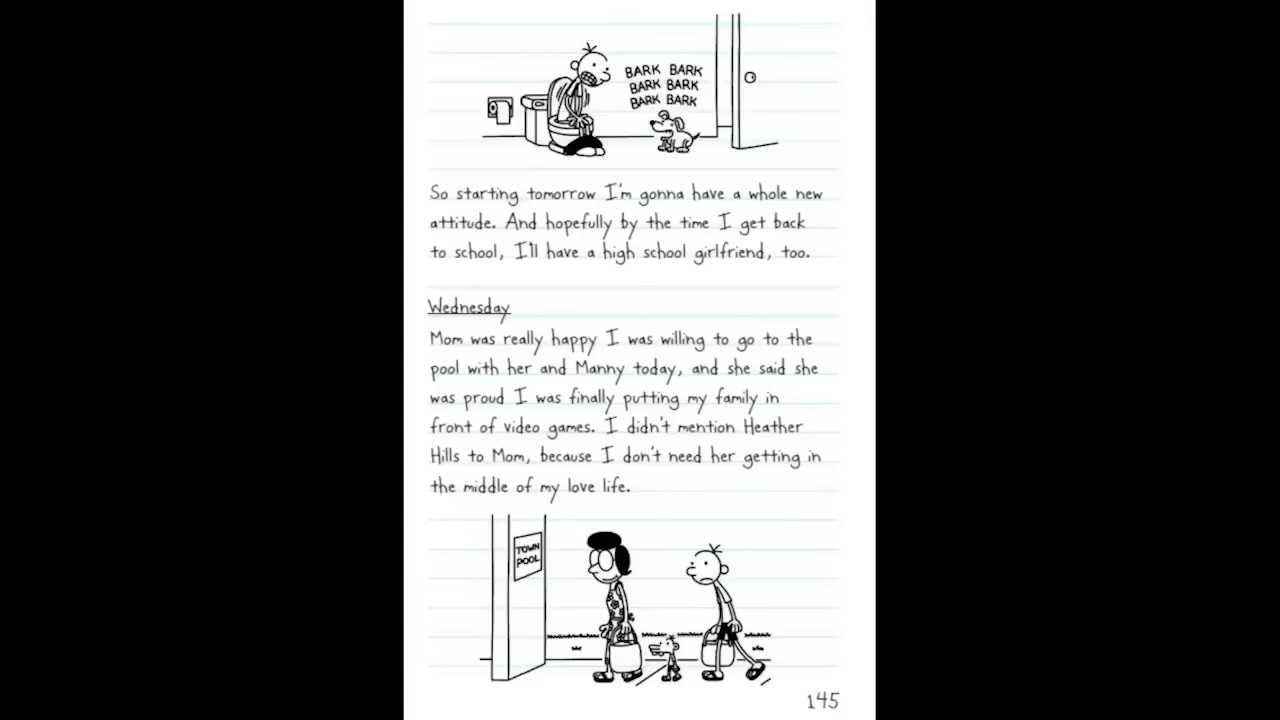 BARK BARK
BARK BARK
BARK BARK
So starting tomorrow I'm gonna have a whole new
attitude. And hopefully by the time I get back
to school, I'll have a high school girlfriend, too.
Wednesday
Mom was really happy I was willing to go to the
pool with her and Manny today, and she said she
was proud I was finally putting my family in
front of video games. I didn't mention Heather
Hills to Mom, because I don't need her getting in
the middle of my love life.
TOWN
POOL
145